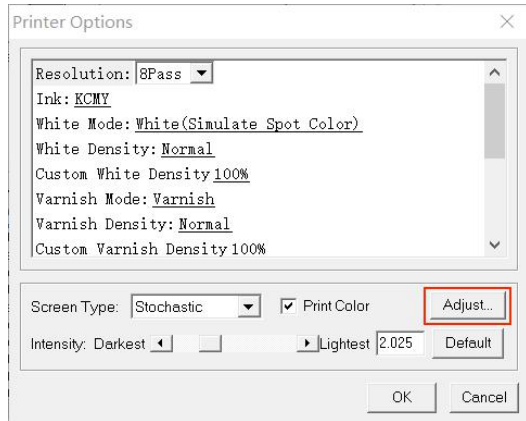 Printer Options
Resolution: 8Pass
Ink: KCMY
White Mode: White(Simulate Spot Color)
White Density: Normal
Custom White Density 100%
Varnish Mode: Varnish
Varnish Density: Normal
Custom Varnish Density 100%
Screen Type: Stochastic Print Color Adjust...
Intensity: Darkest Lightest 2.025 Default
OK Cancel